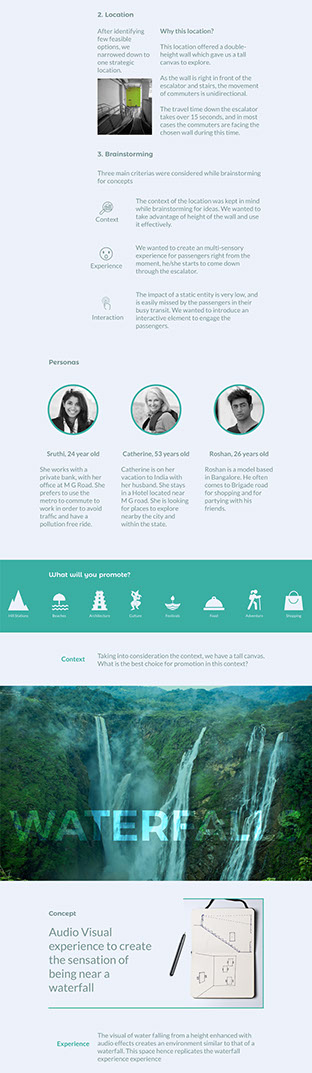 2. Location
After identifying
few feasible
options, we
narrowed down to
one strategic
location.
Why this location?
This location offered a double-
height wall which gave us a tall
canvas to explore.
As the wall is right in front of the
escalator and stairs, the movement
of commuters is unidirectional.
The travel time down the escalator
takes over 15 seconds, and in most
cases the commuters are facing the
chosen wall during this time.
3. Brainstorming
Three main criterias were considered while brainstorming
for concepts
Context
The context of the location was kept in mind
while brainstorming for ideas. We wanted to
take advantage of height of the wall and use
it effectively.
Experience
We wanted to create an multi-sensory
experience for passengers right from the
moment, he/she starts to come down
through the escalator.
Interaction
The impact of a static entity is very low, and
is easily missed by the passengers in their
busy transit. We wanted to introduce an
interactive element to engage the
passengers.
Personas
Sruthi, 24 year old
She works with a
private bank, with her
office at M G Road. She
prefers to use the
metro to commute to
work in order to avoid
traffic and have a
pollution free ride.
Catherine, 53 years old
Catherine is on her
vacation to India with
her husband. She stays
in a Hotel located near
M G road. She is looking
for places to explore
nearby the city and
within the state.
Roshan, 26 years old
Roshan is a model based
in Bangalore. He often
comes to Brigade road
for shopping and for
partying with his
friends.
What will you promote?
Hill Stations
Beaches
Architecture
Culture
Festivals
Food
Adventure
Shopping
Context
Taking into consideration the context, we have a tall canvas.
What is the best choice for promotion in this context?
WATERFALLS
Concept
Audio Visual
experience to create
the sensation of
being near a
waterfall
Experience
The visual of water falling from a height enhanced with
audio effects creates an environment similar to that of a
waterfall. This space hence replicates the waterfall
experience experience